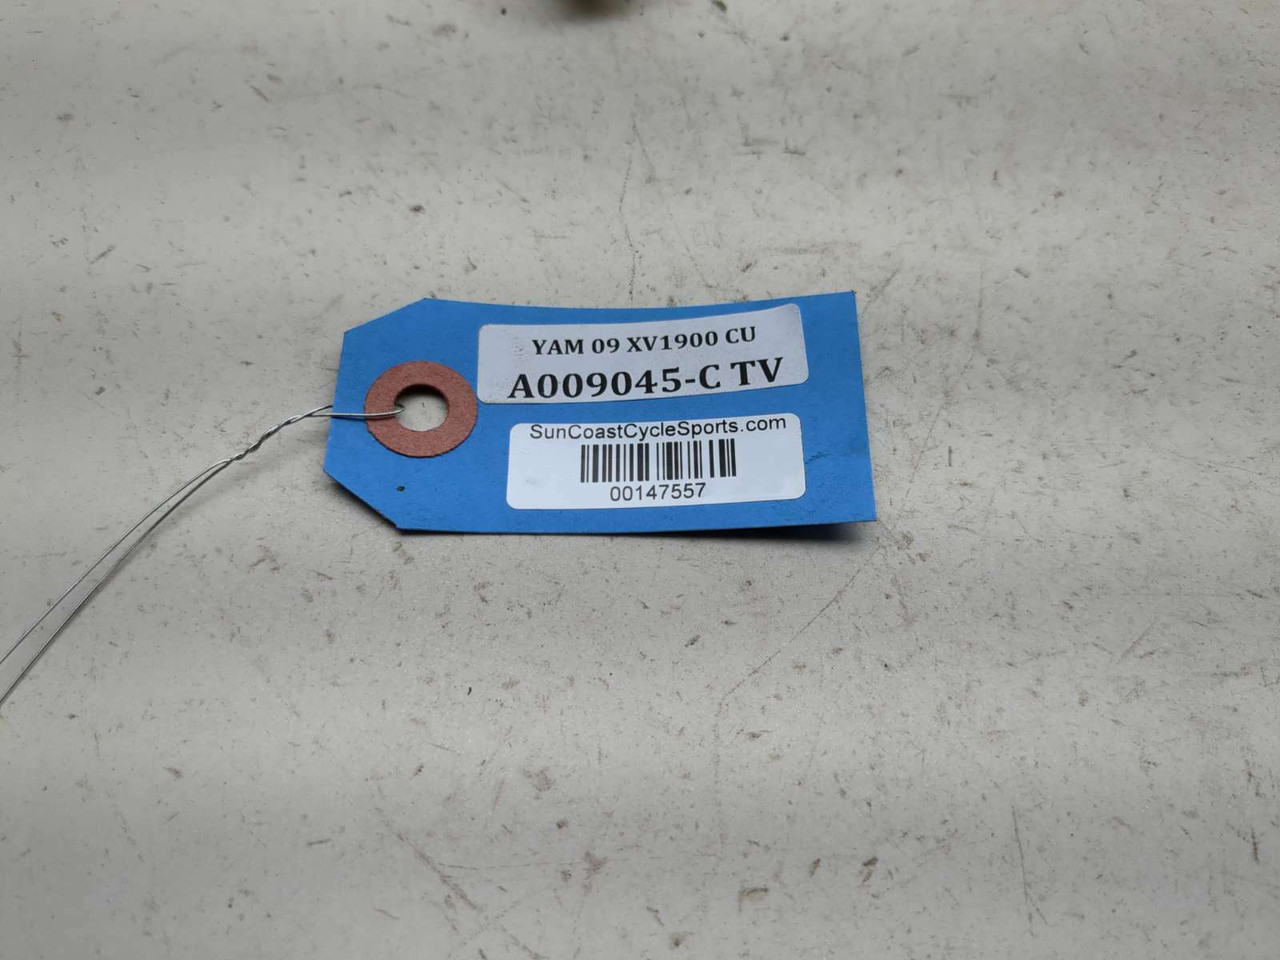 YAM 09 XV1900 CU
A009045-C TV
SunCoastCycleSports.com
00147557